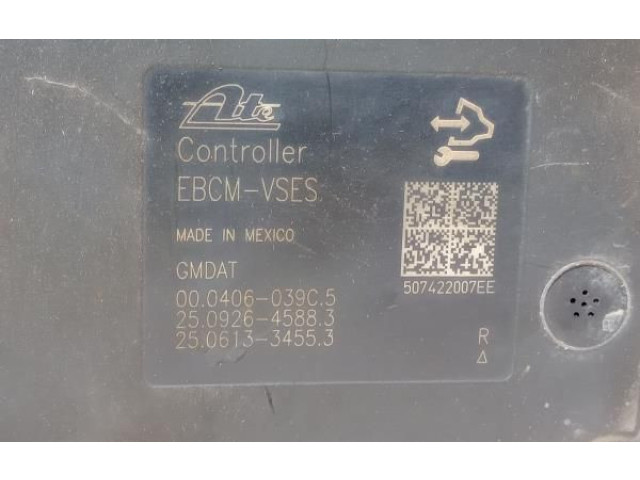 Ate
Controller
EBCM-VSES
MADE IN MEXICO
GMDAT
00.0406-039C.5
25.0926-4588.3
25.0613-3455.3
507422007EE
R